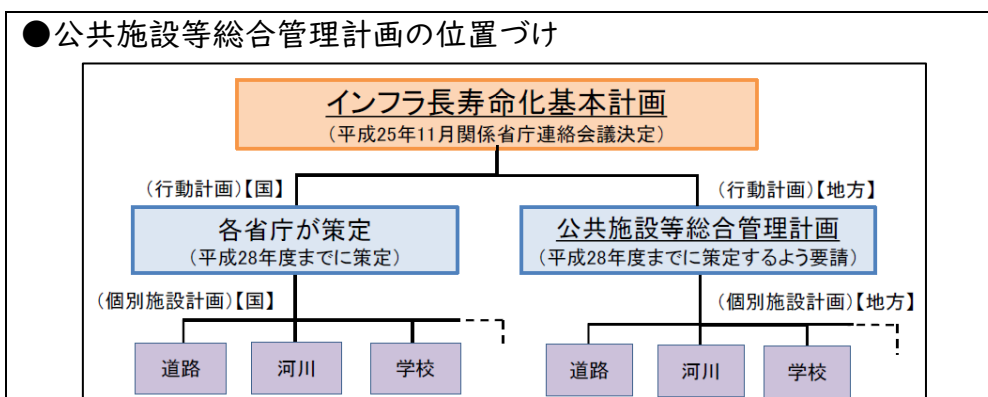 ●公共施設等総合管理計画の位置づけ
インフラ長寿命化基本計画
(平成25年11月関係省庁連絡会議決定)
(行動計画)【国】
(行動計画)【地方】
各省庁が策定
(平成28年度までに策定)
公共施設等総合管理計画
(平成28年度までに策定するよう要請)
(個別施設計画)【国】
(個別施設計画)【地方】
道路
河川
学校
道路
河川
学校